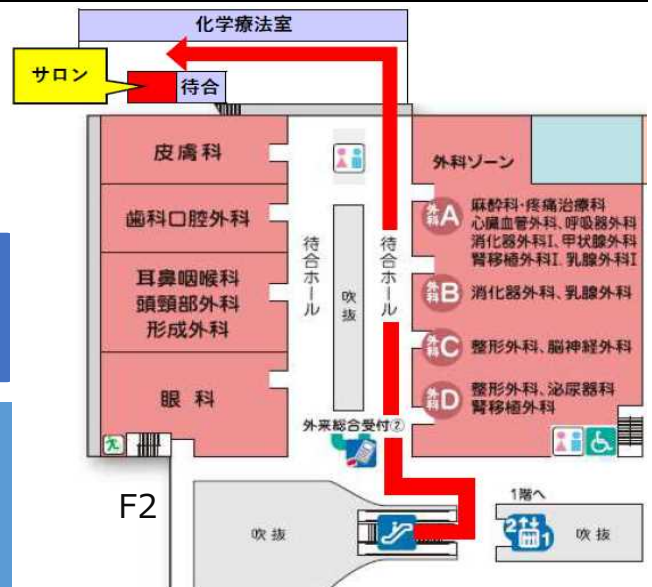 化学療法室
サロン
待合
皮膚科
外科ゾーン
外科A
麻酔科・疼痛治療科
心臓血管外科、呼吸器外科
消化器外科I、甲状腺外科
腎移植外科I、乳腺外科I
歯科口腔外科
待合ホール
吹抜
待合ホール
耳鼻咽喉科
頭頸部外科
形成外科
外科B
消化器外科、乳腺外科
外科C
整形外科、脳神経外科
眼科
外科D
整形外科、泌尿器科
腎移植外科
外来総合受付②
F2
1階へ
吹抜
2
1
吹抜